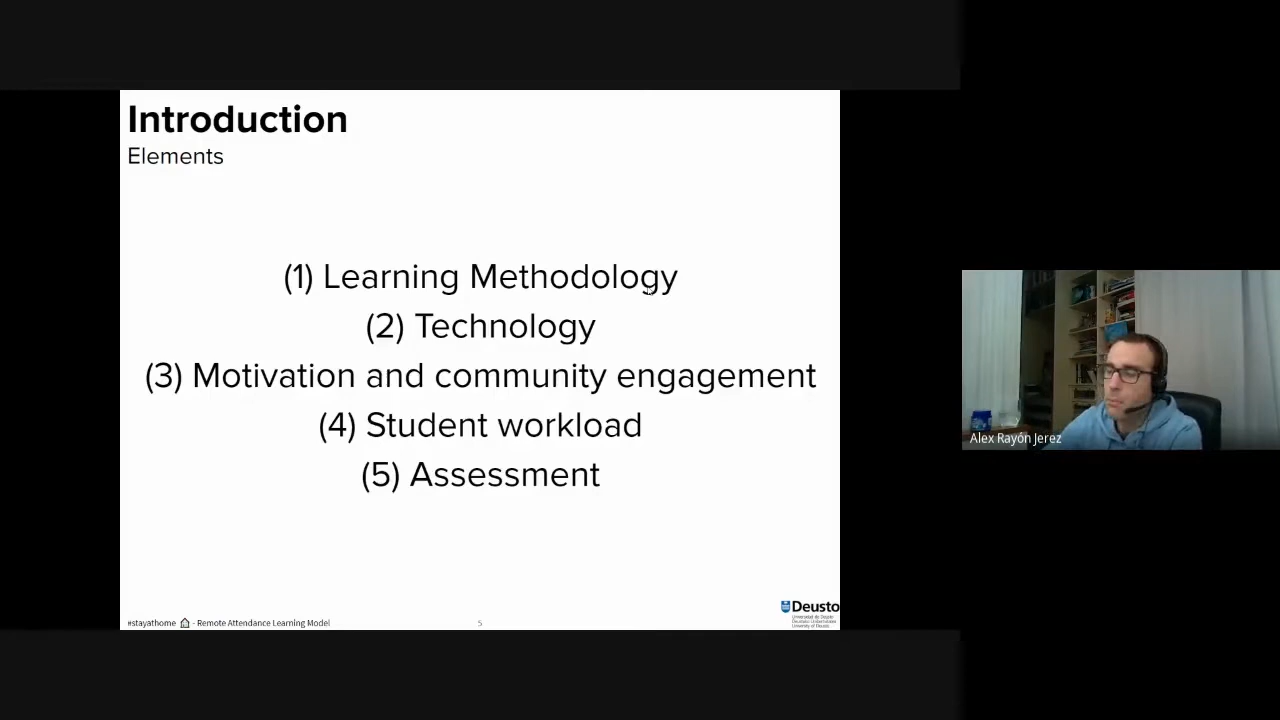 Introduction
Elements
(1) Learning Methodology
(2) Technology
(3) Motivation and community engagement
(4) Student workload
(5) Assessment
#stayathome - Remote Attendance Learning Model
5
Deusto
Universidad de Deusto
Deustuko Unibertsitatea
University of Deusto
Alex Rayón Jerez